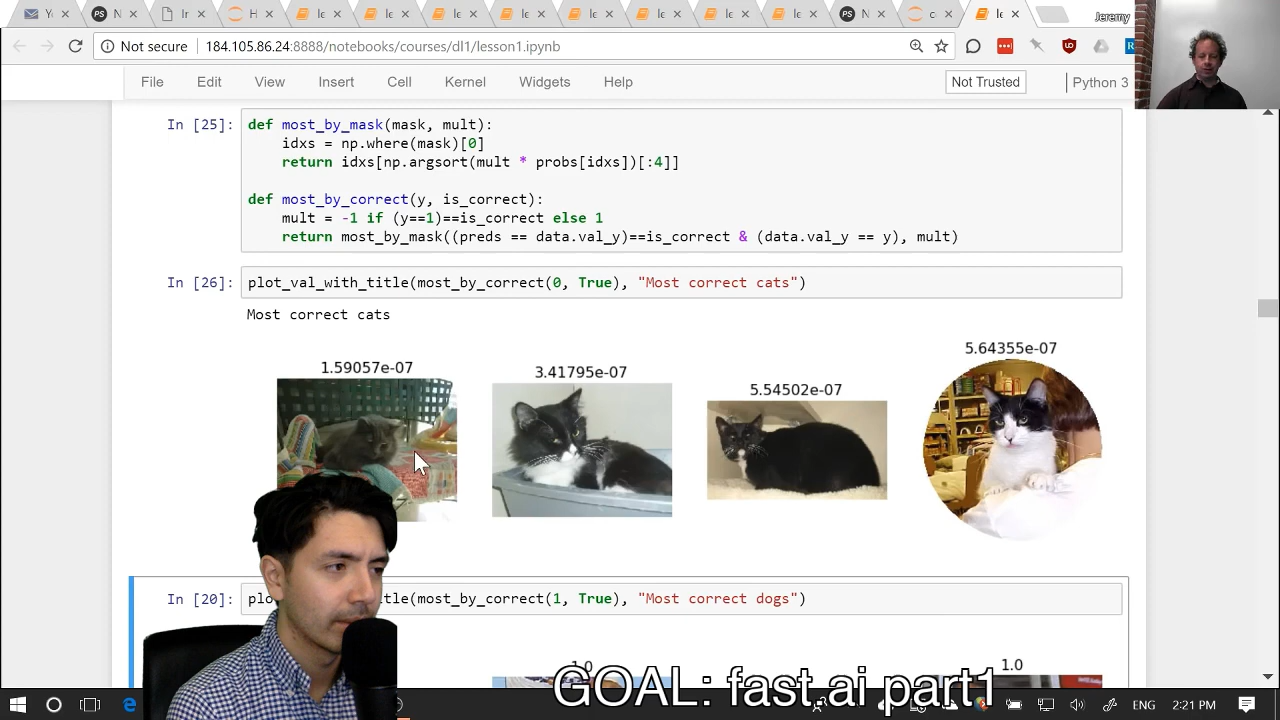 Jeremy
Not secure 184.105.86.24:8888/notebooks/courses/dl1/lesson1.ipynb
File Edit View Insert Cell Kernel Widgets Help Not Trusted Python 3
In [25]: def most_by_mask(mask, mult):
idxs = np.where(mask)[0]
return idxs[np.argsort(mult * probs[idxs])[:4]]
def most_by_correct(y, is_correct):
mult = -1 if (y==1)==is_correct else 1
return most_by_mask((preds == data.val_y)==is_correct & (data.val_y == y), mult)
In [26]: plot_val_with_title(most_by_correct(0, True), "Most correct cats")
Most correct cats
1.59057e-07 3.41795e-07 5.54502e-07 5.64355e-07
In [20]: plo tle(most_by_correct(1, True), "Most correct dogs")
1.0 1.0
GOAL: fast.ai part1
ENG 2:21 PM